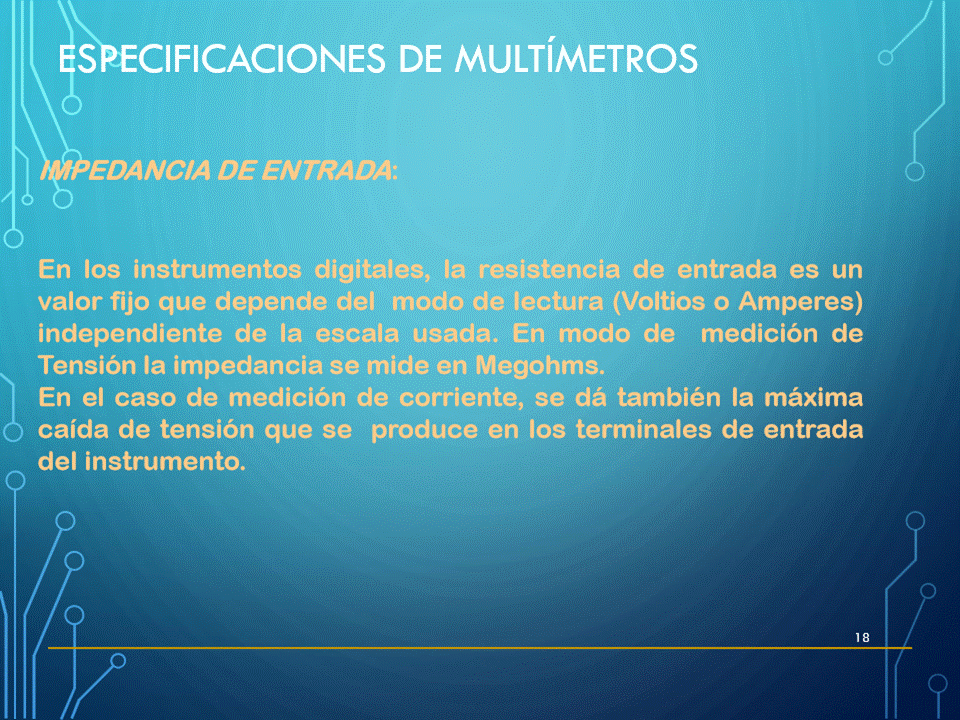 ESPECIFICACIONES DE MULTÍMETROS
IMPEDANCIA DE ENTRADA:
En los instrumentos digitales, la resistencia de entrada es un
valor fijo que depende del modo de lectura (Voltios o Amperes)
independiente de la escala usada. En modo de medición de
Tensión la impedancia se mide en Megohms.
En el caso de medición de corriente, se dá también la máxima
caída de tensión que se produce en los terminales de entrada
del instrumento.
18